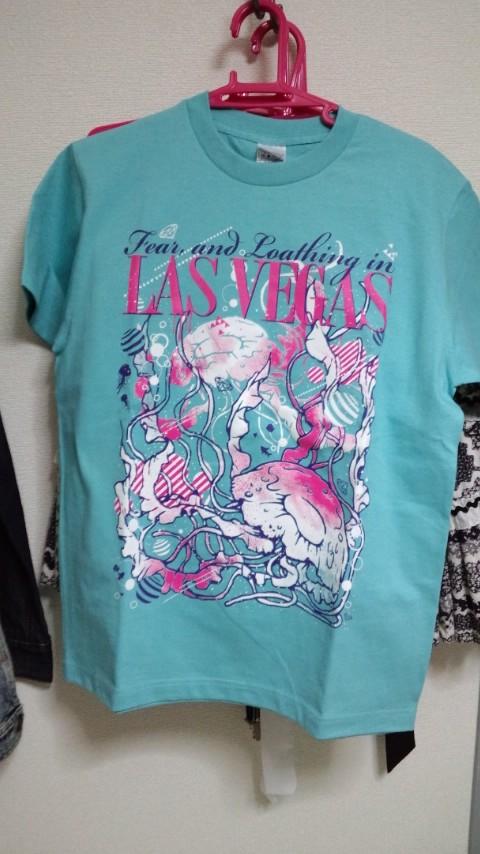 Fear, and Loathing in
LAS VEGAS